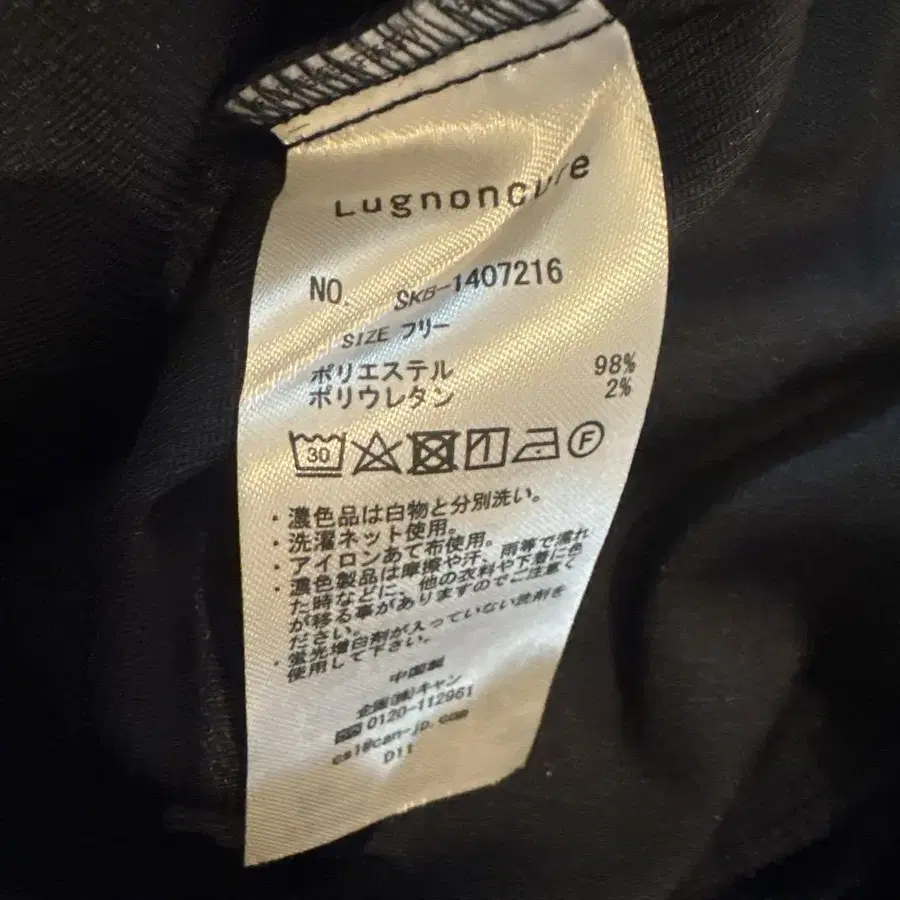 Lugnoncure
NO. SKB-1407216
SIZE フリー
ポリエステル 98%
ポリウレタン 2%
30 F
・濃色品は白物と分別洗い。
・洗濯ネット使用。
・アイロンあて布使用。
・濃色製品は摩擦や汗、雨等で濡れ
た時などに、他の衣料や下着に色
が移る事がありますのでご注意く
ださい。
・蛍光増白剤が入っていない洗剤を
使用して下さい。
中国製
企画(株)キャン
0120-112961
cs1@can-jp.com
D11